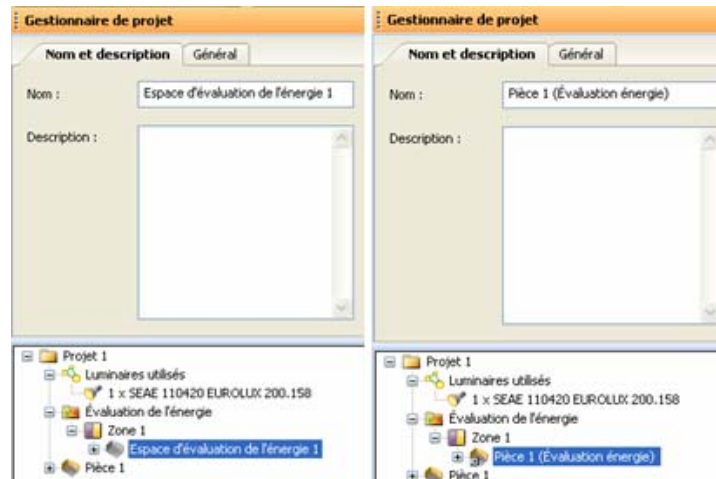 Gestionnaire de projet
Nom et description Général
Nom : Espace d'évaluation de l'énergie 1
Description :
Projet 1
Luminaires utilisés
1 x SEAE 110420 EUROLUX 200.158
Évaluation de l'énergie
Zone 1
Espace d'évaluation de l'énergie 1
Pièce 1
Gestionnaire de projet
Nom et description Général
Nom : Pièce 1 (Évaluation énergie)
Description :
Projet 1
Luminaires utilisés
1 x SEAE 110420 EUROLUX 200.158
Évaluation de l'énergie
Zone 1
Pièce 1 (Évaluation énergie)
Pièce 1